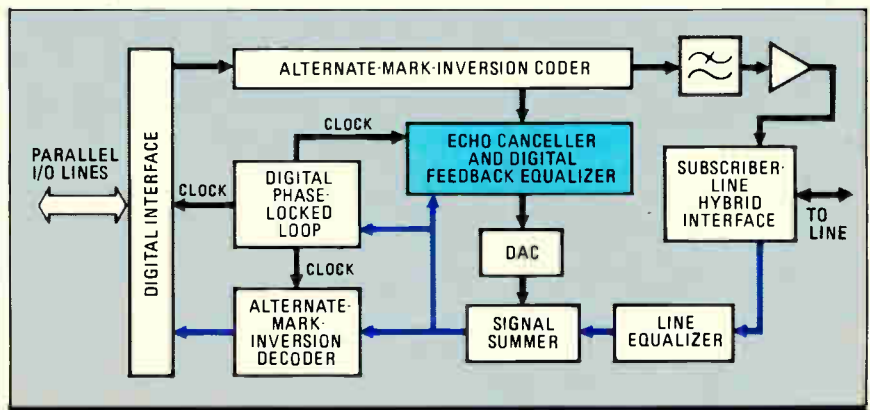 ALTERNATE-MARK-INVERSION CODER
CLOCK
ECHO CANCELLER
AND DIGITAL
FEEDBACK EQUALIZER
PARALLEL
I/O LINES
DIGITAL INTERFACE
CLOCK
DIGITAL
PHASE-
LOCKED
LOOP
SUBSCRIBER-
LINE
HYBRID
INTERFACE
TO
LINE
DAC
CLOCK
ALTERNATE-
MARK-
INVERSION
DECODER
SIGNAL
SUMMER
LINE
EQUALIZER